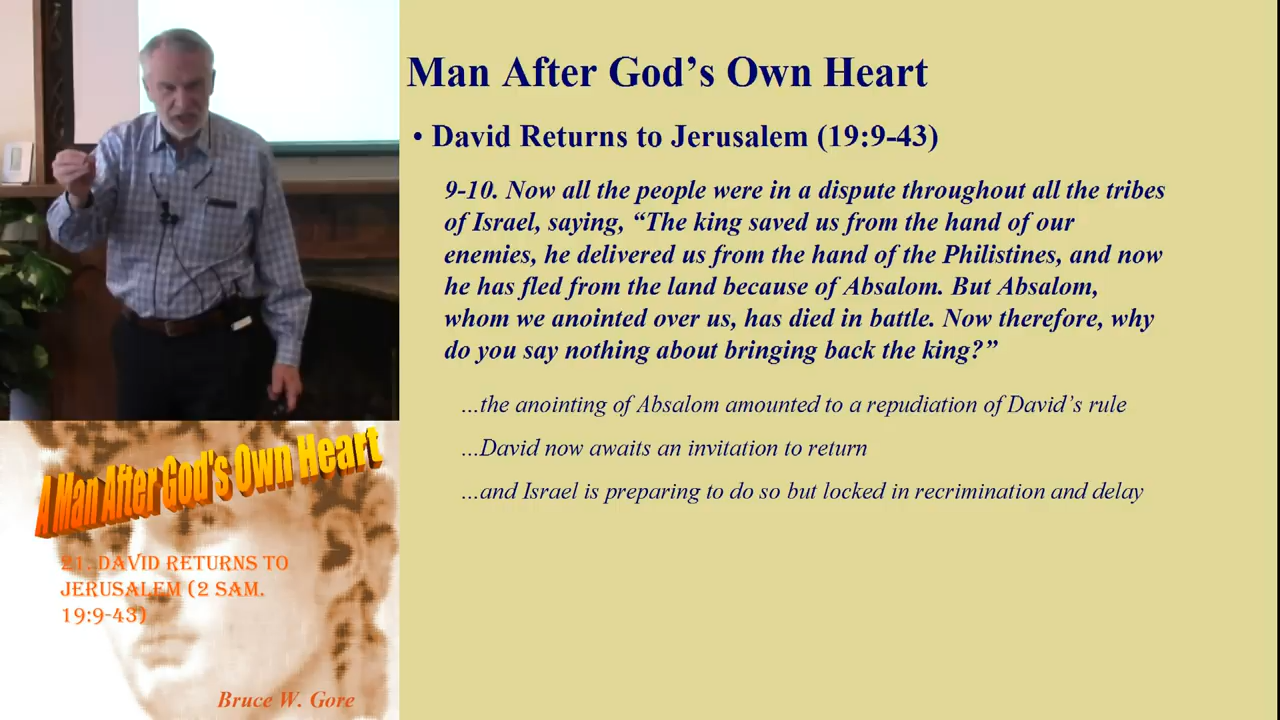 Man After God's Own Heart
• David Returns to Jerusalem (19:9-43)
9-10. Now all the people were in a dispute throughout all the tribes
of Israel, saying, “The king saved us from the hand of our
enemies, he delivered us from the hand of the Philistines, and now
he has fled from the land because of Absalom. But Absalom,
whom we anointed over us, has died in battle. Now therefore, why
do you say nothing about bringing back the king?”
...the anointing of Absalom amounted to a repudiation of David’s rule
...David now awaits an invitation to return
...and Israel is preparing to do so but locked in recrimination and delay
A Man After God's Own Heart
21. David Returns to
Jerusalem (2 Sam.
19:9-43)
Bruce W. Gore